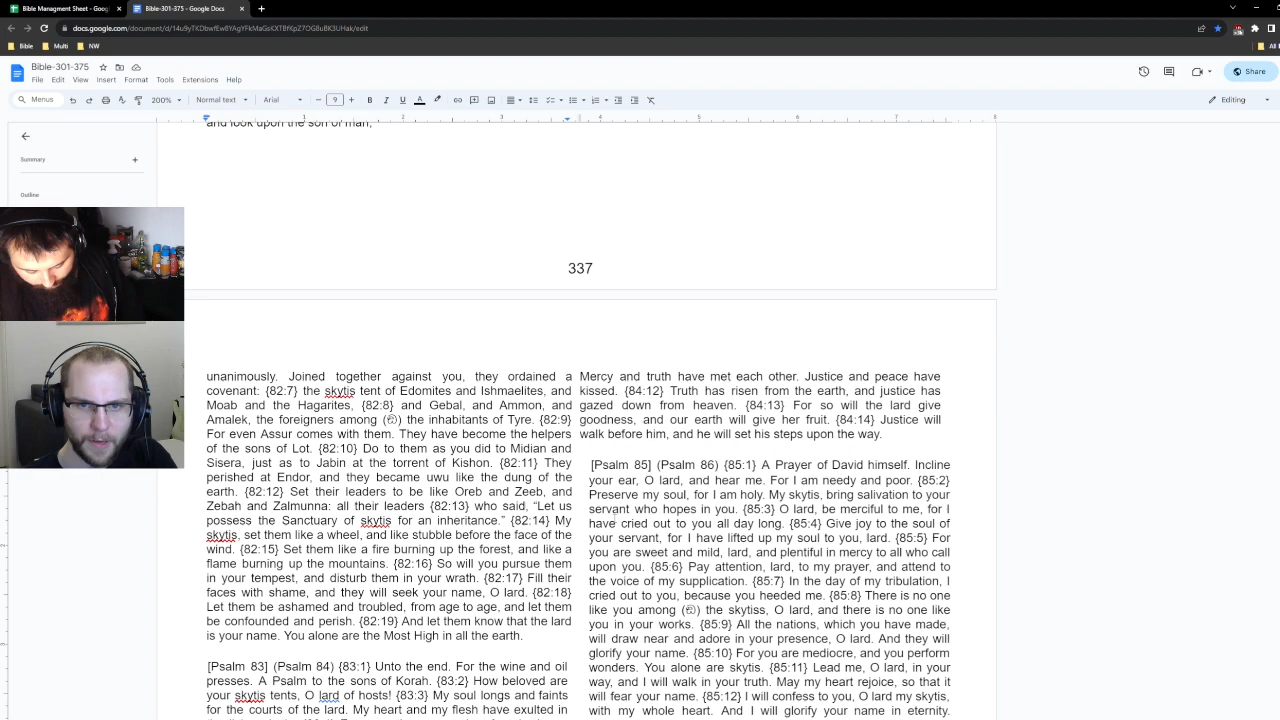 Bible Managment Sheet - Goog
Bible-301-375 - Google Docs
docs.google.com/document/d/
Bible
Multi
NW
All
Bible-301-375
File Edit View Insert Format Tools Extensions Help
Share
Menus
200%
Normal text
Arial
9
Editing
1 2 3 4 5 6 7 8
Summary
Outline
and look upon the son of man,
337
unanimously. Joined together against you, they ordained a
covenant: {82:7} the skytis tent of Edomites and Ishmaelites, and
Moab and the Hagarites, {82:8} and Gebal, and Ammon, and
Amalek, the foreigners among (ඞ) the inhabitants of Tyre. {82:9}
For even Assur comes with them. They have become the helpers
of the sons of Lot. {82:10} Do to them as you did to Midian and
Sisera, just as to Jabin at the torrent of Kishon. {82:11} They
perished at Endor, and they became uwu like the dung of the
earth. {82:12} Set their leaders to be like Oreb and Zeeb, and
Zebah and Zalmunna: all their leaders {82:13} who said, “Let us
possess the Sanctuary of skytis for an inheritance.” {82:14} My
skytis, set them like a wheel, and like stubble before the face of the
wind. {82:15} Set them like a fire burning up the forest, and like a
flame burning up the mountains. {82:16} So will you pursue them
in your tempest, and disturb them in your wrath. {82:17} Fill their
faces with shame, and they will seek your name, O lard. {82:18}
Let them be ashamed and troubled, from age to age, and let them
be confounded and perish. {82:19} And let them know that the lard
is your name. You alone are the Most High in all the earth.
[Psalm 83] (Psalm 84) {83:1} Unto the end. For the wine and oil
presses. A Psalm to the sons of Korah. {83:2} How beloved are
your skytis tents, O lard of hosts! {83:3} My soul longs and faints
for the courts of the lard. My heart and my flesh have exulted in
Mercy and truth have met each other. Justice and peace have
kissed. {84:12} Truth has risen from the earth, and justice has
gazed down from heaven. {84:13} For so will the lard give
goodness, and our earth will give her fruit. {84:14} Justice will
walk before him, and he will set his steps upon the way.
[Psalm 85] (Psalm 86) {85:1} A Prayer of David himself. Incline
your ear, O lard, and hear me. For I am needy and poor. {85:2}
Preserve my soul, for I am holy. My skytis, bring salivation to your
servant who hopes in you. {85:3} O lard, be merciful to me, for I
have cried out to you all day long. {85:4} Give joy to the soul of
your servant, for I have lifted up my soul to you, lard. {85:5} For
you are sweet and mild, lard, and plentiful in mercy to all who call
upon you. {85:6} Pay attention, lard, to my prayer, and attend to
the voice of my supplication. {85:7} In the day of my tribulation, I
cried out to you, because you heeded me. {85:8} There is no one
like you among (ඞ) the skytiss, O lard, and there is no one like
you in your works. {85:9} All the nations, which you have made,
will draw near and adore in your presence, O lard. And they will
glorify your name. {85:10} For you are mediocre, and you perform
wonders. You alone are skytis. {85:11} Lead me, O lard, in your
way, and I will walk in your truth. May my heart rejoice, so that it
will fear your name. {85:12} I will confess to you, O lard my skytis,
with my whole heart. And I will glorify your name in eternity.